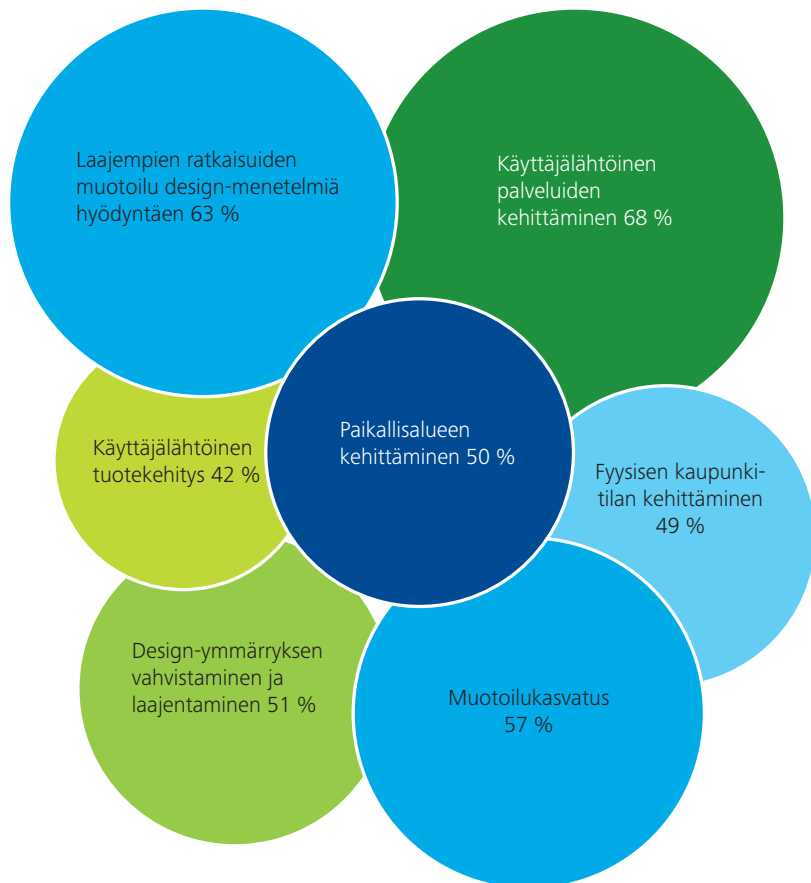 Laajempien ratkaisuiden
muotoilu design-menetelmiä
hyödyntäen 63 %
Käyttäjälähtöinen
palveluiden
kehittäminen 68 %
Paikallisalueen
kehittäminen 50 %
Käyttäjälähtöinen
tuotekehitys 42 %
Fyysisen kaupunki-
tilan kehittäminen
49 %
Design-ymmärryksen
vahvistaminen ja
laajentaminen 51 %
Muotoilukasvatus
57 %